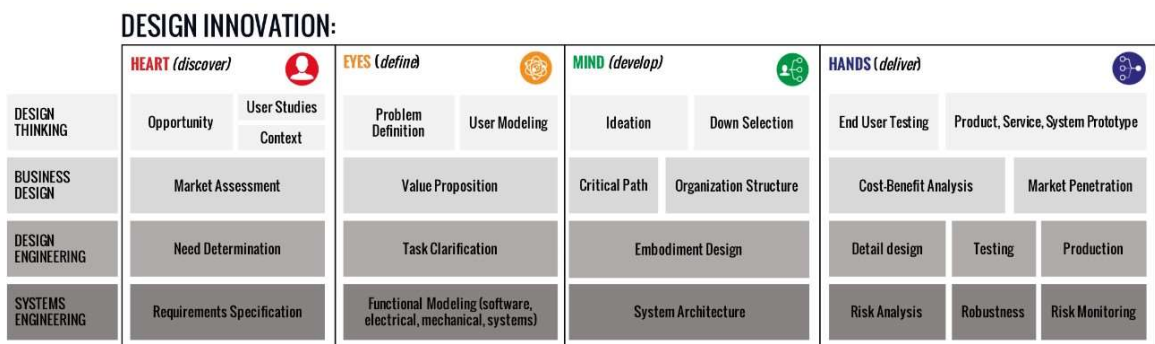 DESIGN INNOVATION:
HEART (discover)
EYES (define)
MIND (develop)
HANDS (deliver)
DESIGN
THINKING
Opportunity
User Studies
Context
Problem
Definition
User Modeling
Ideation
Down Selection
End User Testing
Product, Service, System Prototype
BUSINESS
DESIGN
Market Assessment
Value Proposition
Critical Path
Organization Structure
Cost-Benefit Analysis
Market Penetration
DESIGN
ENGINEERING
Need Determination
Task Clarification
Embodiment Design
Detail design
Testing
Production
SYSTEMS
ENGINEERING
Requirements Specification
Functional Modeling (software,
electrical, mechanical, systems)
System Architecture
Risk Analysis
Robustness
Risk Monitoring